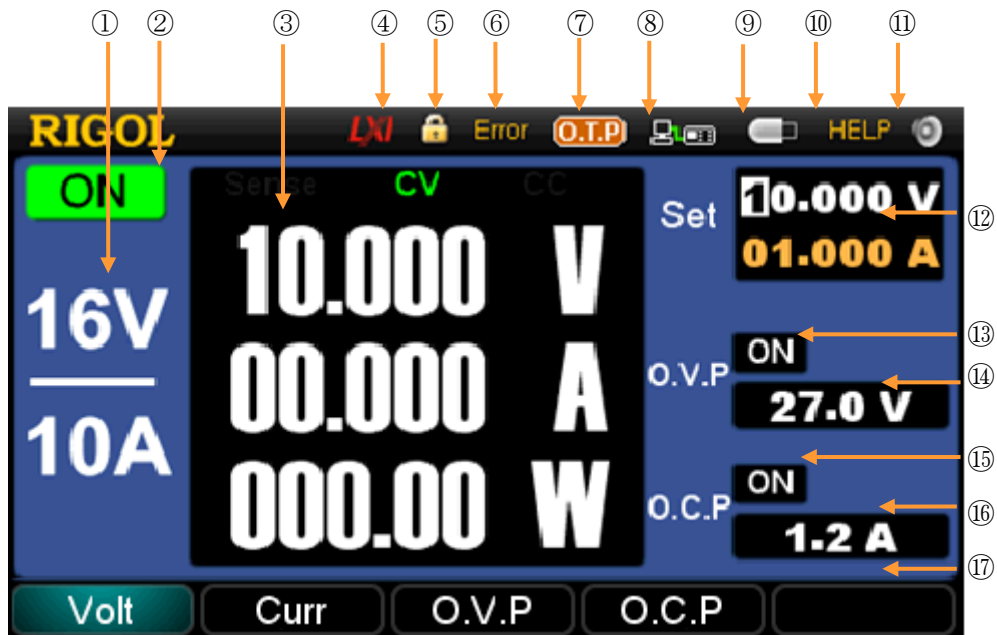 ① ② ③ ④ ⑤ ⑥ ⑦ ⑧ ⑨ ⑩ ⑪
RIGOL LXI Error O.T.P HELP
ON
Sense CV CC
16V
10A
10.000 V
00.000 A
000.00 W
Set
10.000 V
01.000 A
⑫
O.V.P
ON
⑬
27.0 V
⑭
O.C.P
ON
⑮
1.2 A
⑯
⑰
Volt Curr O.V.P O.C.P